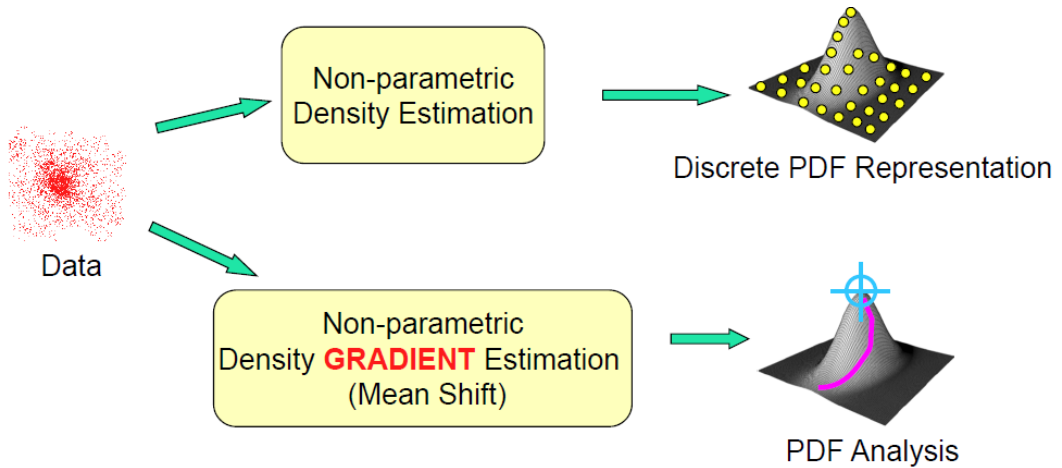 Non-parametric
Density Estimation
Discrete PDF Representation
Data
Non-parametric
Density GRADIENT Estimation
(Mean Shift)
PDF Analysis